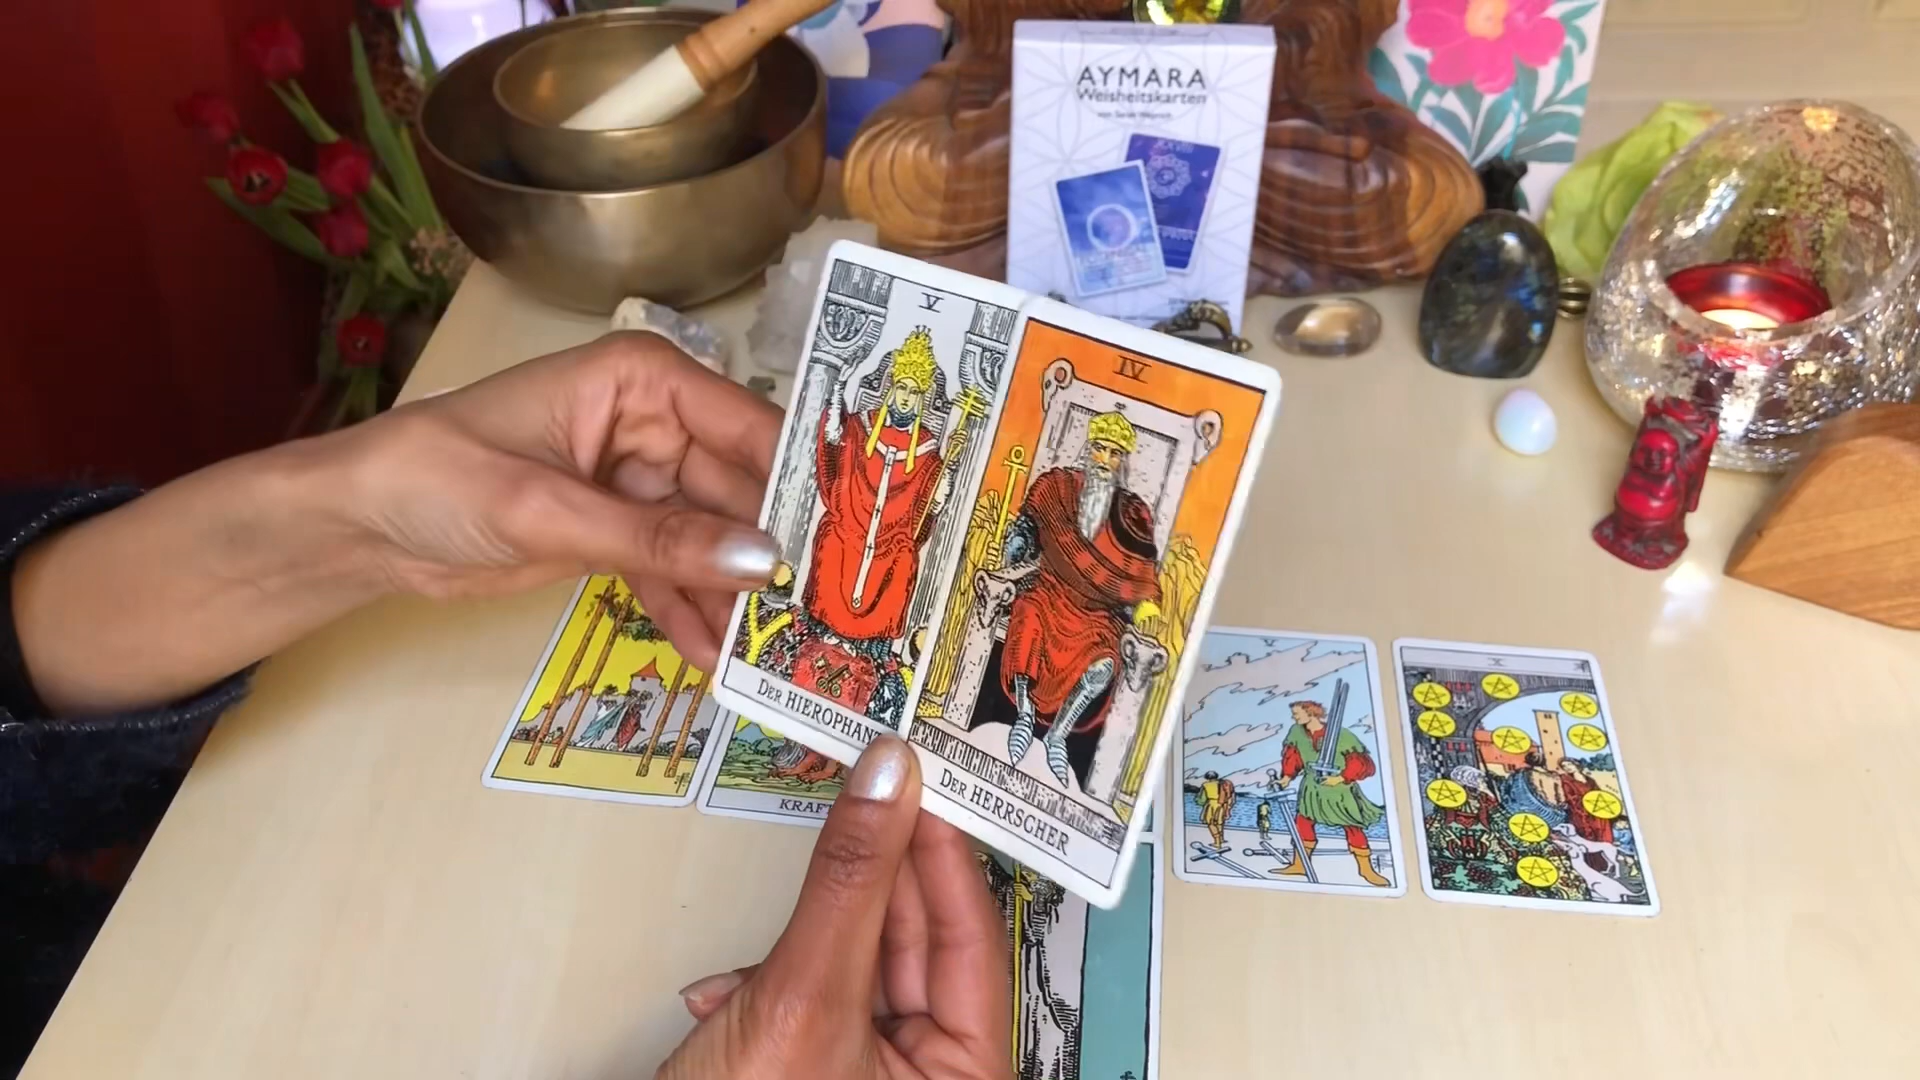 AYMARA
Weisheitskarten
V
IV
DER HIEROPHANT
DER HERRSCHER
KRAFT
V
X